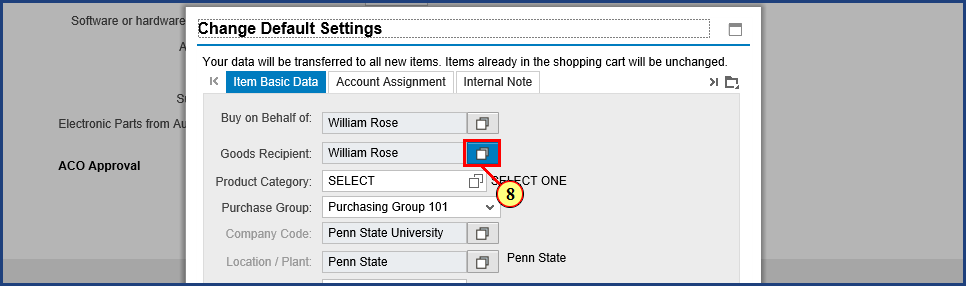 Software or hardware
Change Default Settings
A
Your data will be transferred to all new items. Items already in the shopping cart will be unchanged.
Item Basic Data Account Assignment Internal Note
Su
Buy on Behalf of: William Rose
Electronic Parts from Au
Goods Recipient: William Rose
ACO Approval
Product Category: SELECT SELECT ONE
8
Purchase Group: Purchasing Group 101
Company Code: Penn State University
Location / Plant: Penn State Penn State